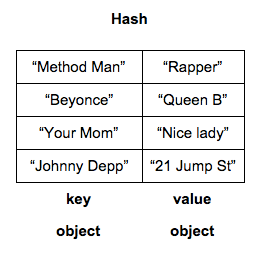 Hash
“Method Man” “Rapper”
“Beyonce” “Queen B”
“Your Mom” “Nice lady”
“Johnny Depp” “21 Jump St”
key value
object object